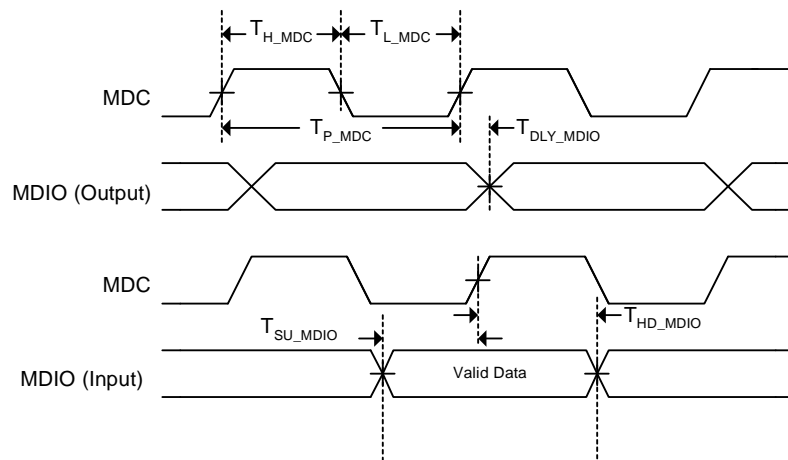 T_H_MDC T_L_MDC
MDC
T_P_MDC T_DLY_MDIO
MDIO (Output)
MDC
T_SU_MDIO T_HD_MDIO
MDIO (Input) Valid Data